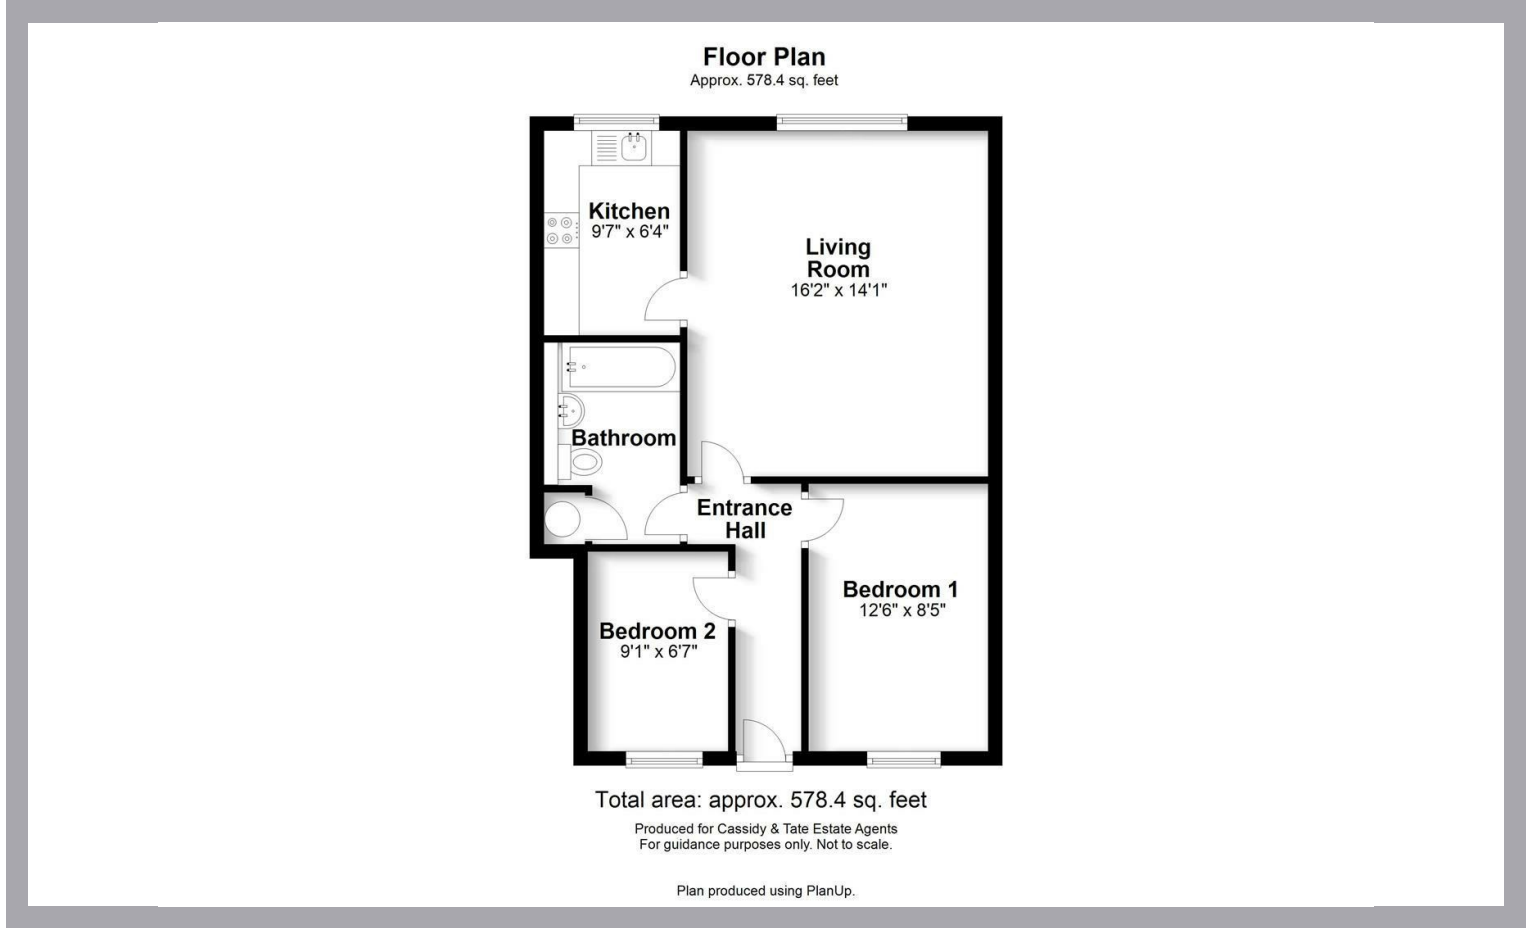 Floor Plan
Approx. 578.4 sq. feet
Kitchen
9'7" x 6'4"
Living
Room
16'2" x 14'1"
Bathroom
Entrance
Hall
Bedroom 1
12'6" x 8'5"
Bedroom 2
9'1" x 6'7"
Total area: approx. 578.4 sq. feet
Produced for Cassidy & Tate Estate Agents
For guidance purposes only. Not to scale.
Plan produced using PlanUp.